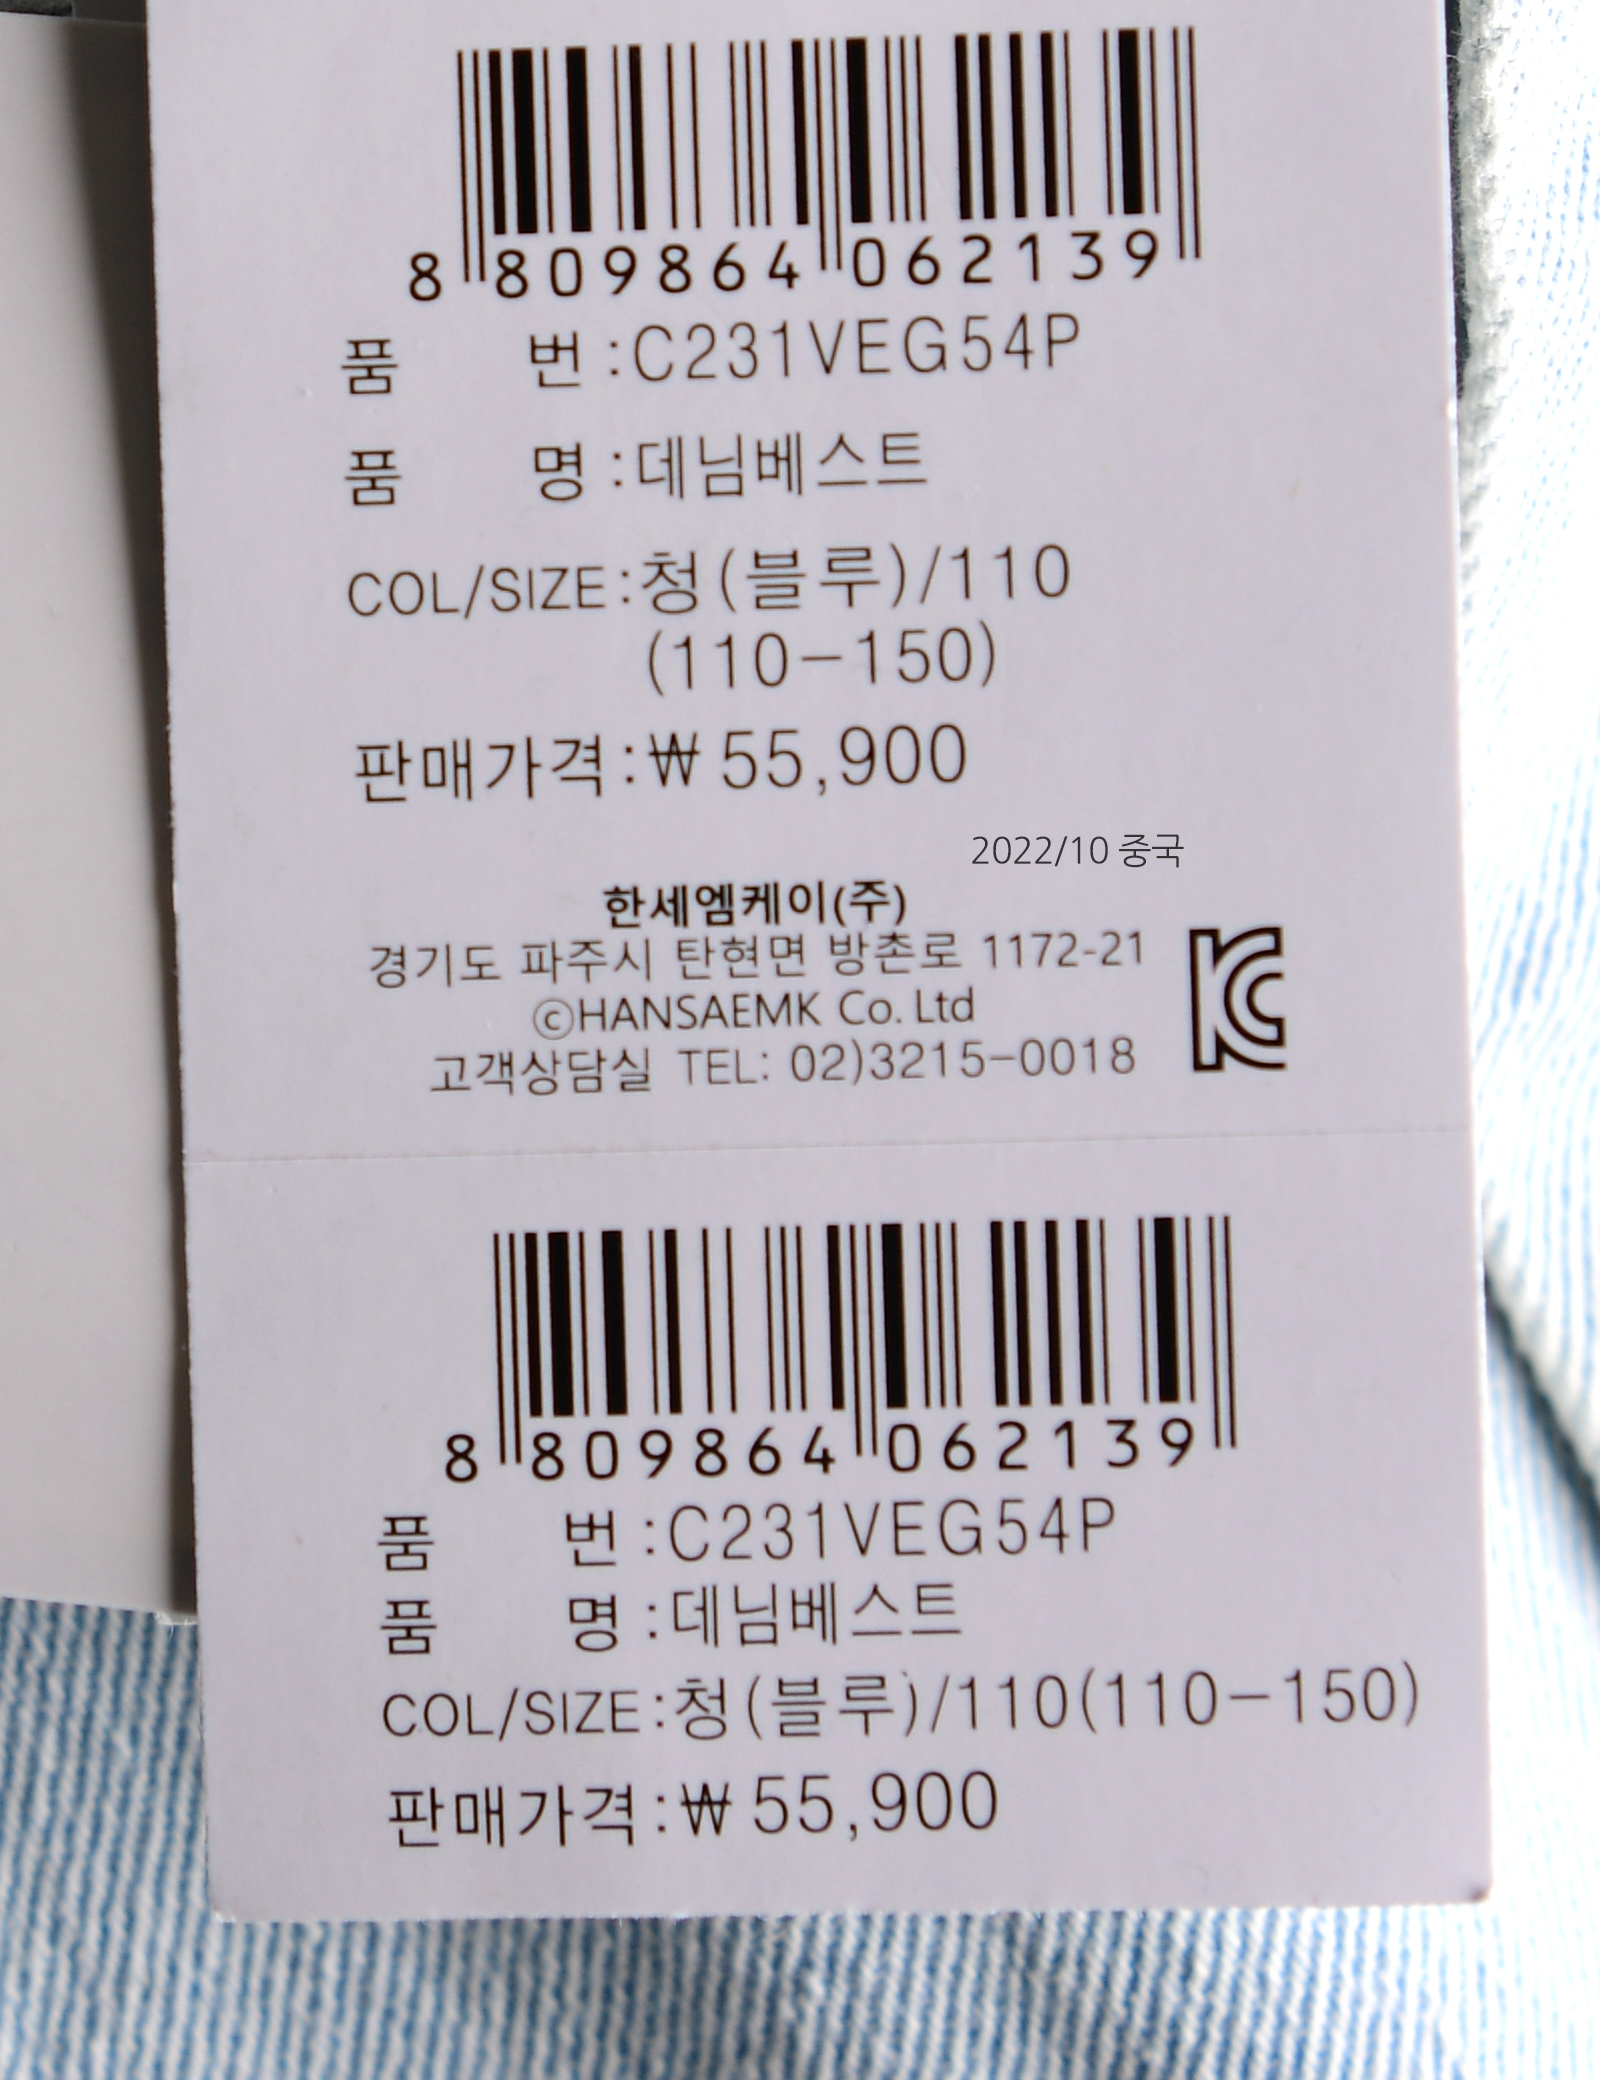 8 809864 062139
품 번 :C231VEG54P
품 명 :데님베스트
COL/SIZE:청(블루)/110
(110-150)
판매가격:₩ 55,900
2022/10 중국
한세엠케이(주)
경기도 파주시 탄현면 방촌로 1172-21
ⓒHANSAEMK Co. Ltd
고객상담실 TEL: 02)3215-0018
8 809864 062139
품 번 :C231VEG54P
품 명 :데님베스트
COL/SIZE:청(블루)/110(110-150)
판매가격:₩ 55,900